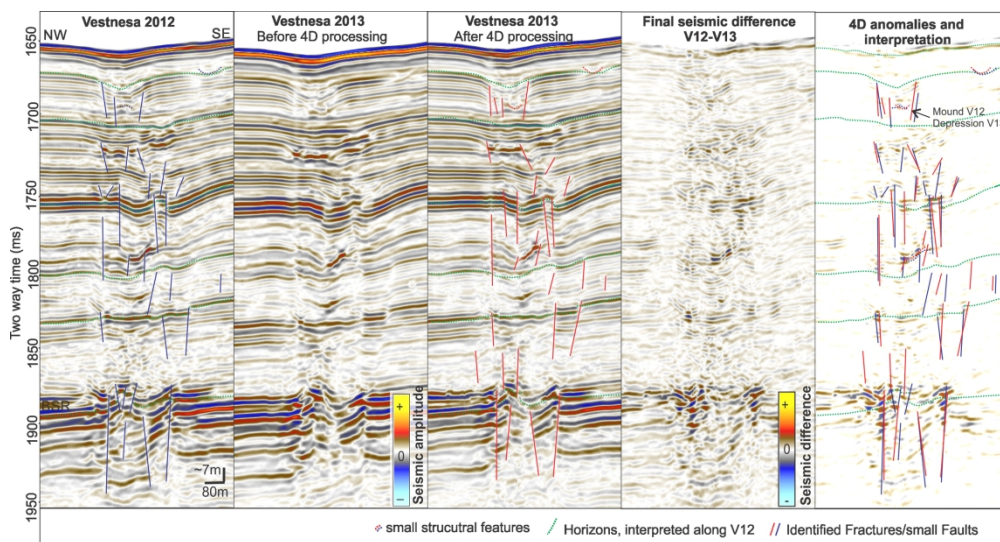 Vestnesa 2012
Vestnesa 2013
Vestnesa 2013
Final seismic difference
4D anomalies and
NW
SE
Before 4D processing
After 4D processing
V12-V13
interpretation
Two way time (ms)
1650
1700
1750
1800
1850
1900
1950
BSR
~7m
80m
+
0
–
Seismic amplitude
+
0
-
Seismic difference
Mound V12
Depression V1
small strucutral features
Horizons, interpreted along V12
Identified Fractures/small Faults